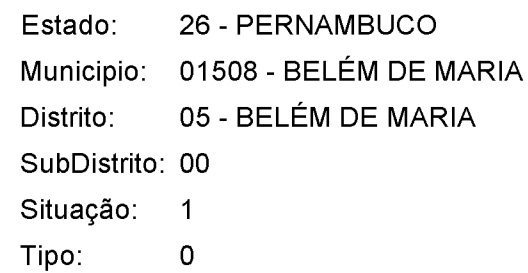 Estado: 26 - PERNAMBUCO
Municipio: 01508 - BELÉM DE MARIA
Distrito: 05 - BELÉM DE MARIA
SubDistrito: 00
Situação: 1
Tipo: 0